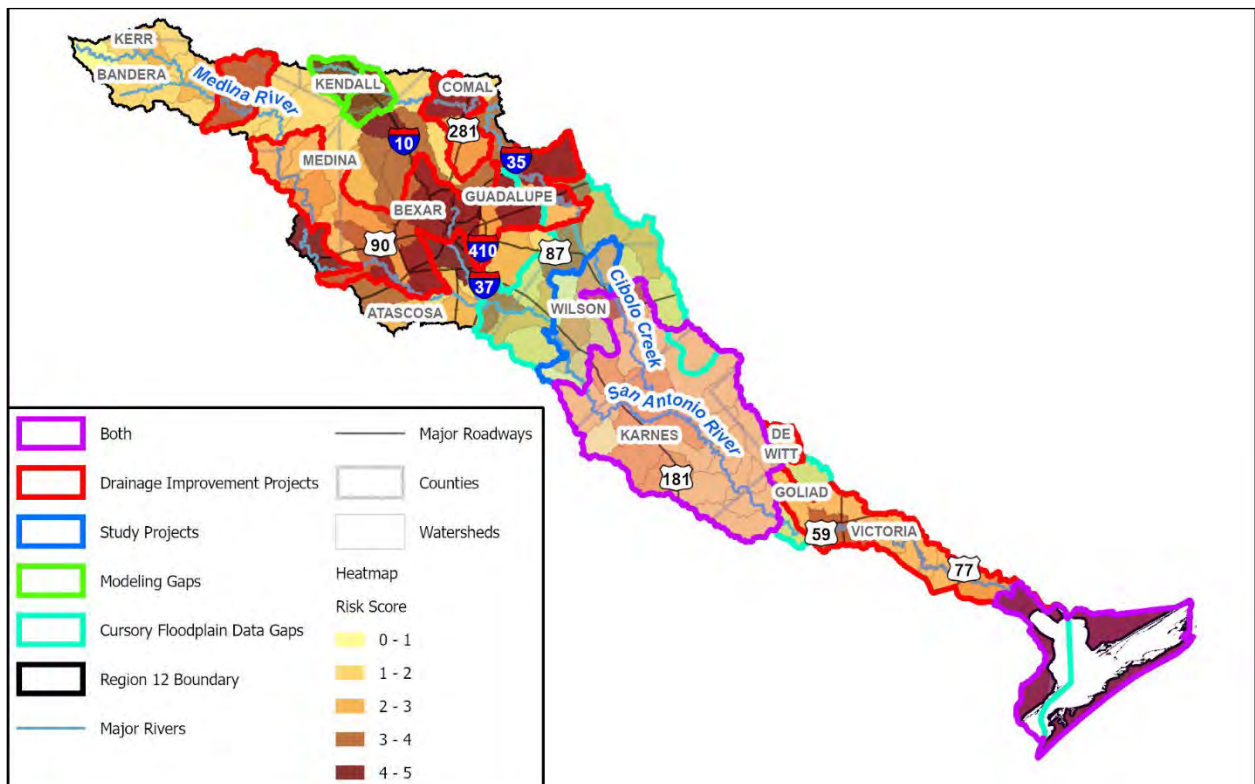 KERR
BANDERA
Medina River
KENDALL
COMAL
281
10
35
MEDINA
GUADALUPE
BEXAR
90
410
87
37
Cibolo Creek
ATASCOSA
WILSON
San Antonio River
KARNES
DE
WITT
181
GOLIAD
59
VICTORIA
77
Both
Drainage Improvement Projects
Study Projects
Modeling Gaps
Cursory Floodplain Data Gaps
Region 12 Boundary
Major Rivers
Major Roadways
Counties
Watersheds
Heatmap
Risk Score
0 - 1
1 - 2
2 - 3
3 - 4
4 - 5